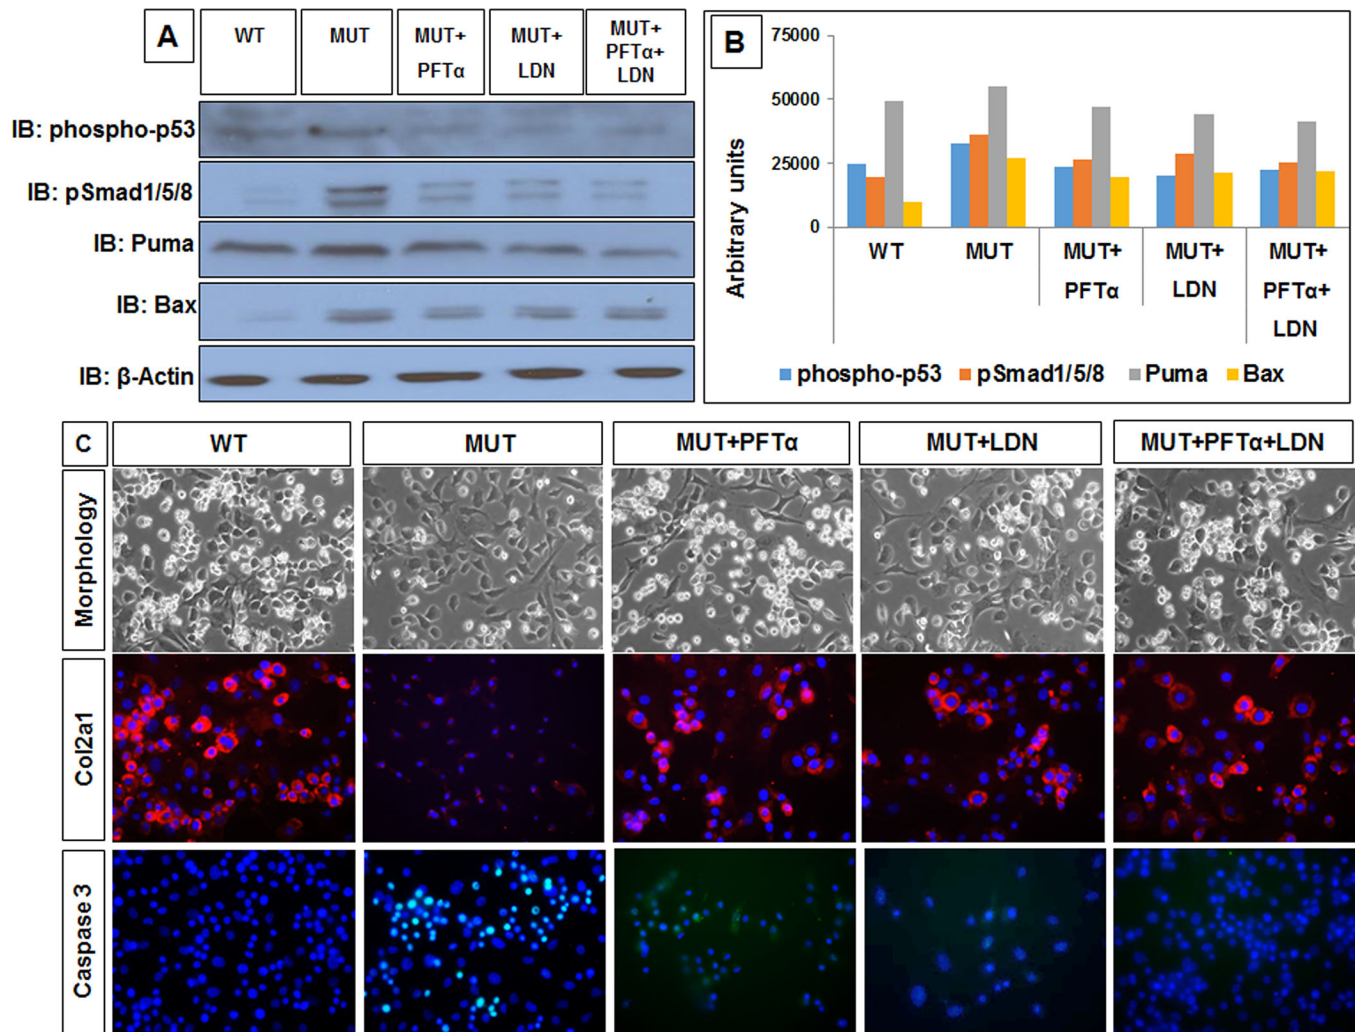 A
WT
MUT
MUT+
PFTα
MUT+
LDN
MUT+
PFTα+
LDN
IB: phospho-p53
IB: pSmad1/5/8
IB: Puma
IB: Bax
IB: β-Actin
B
Arbitrary units
75000
50000
25000
0
WT
MUT
MUT+
PFTα
MUT+
LDN
MUT+
PFTα+
LDN
phospho-p53 pSmad1/5/8 Puma Bax
C
WT
MUT
MUT+PFTα
MUT+LDN
MUT+PFTα+LDN
Morphology
Col2a1
Caspase 3